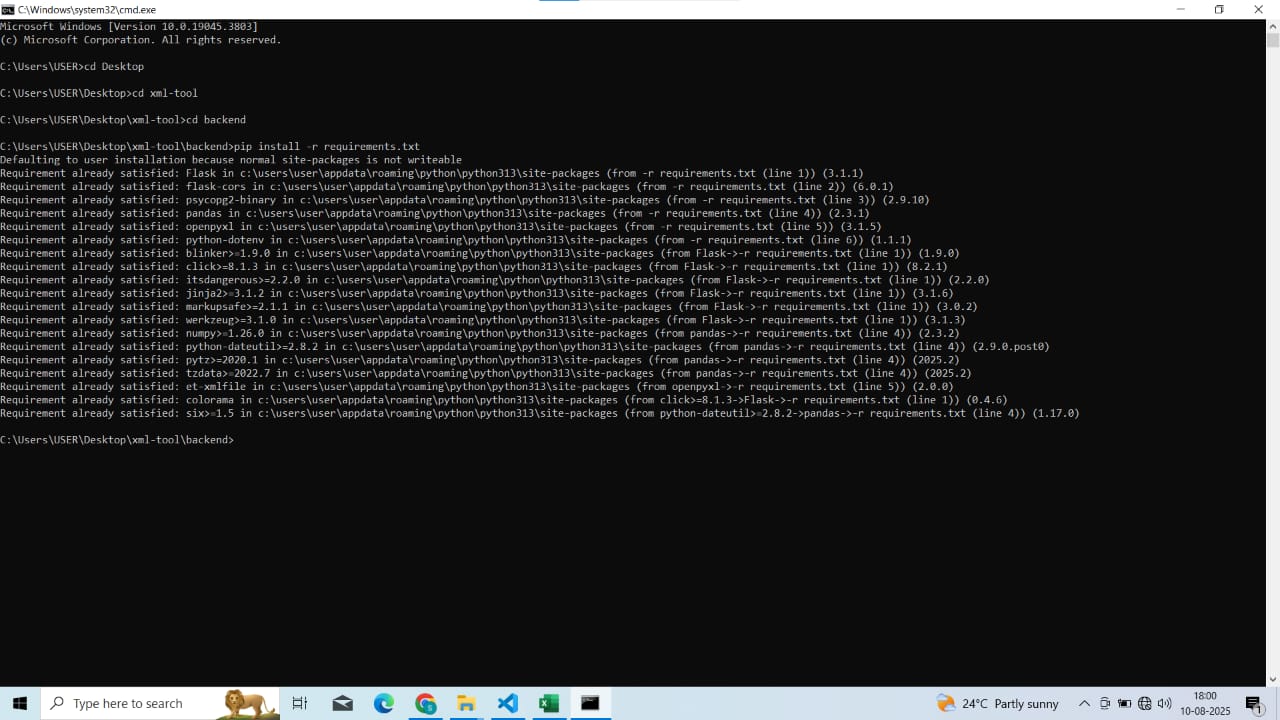 C:\Windows\system32\cmd.exe
Microsoft Windows [Version 10.0.19045.3803]
(c) Microsoft Corporation. All rights reserved.
C:\Users\USER>cd Desktop
C:\Users\USER\Desktop>cd xml-tool
C:\Users\USER\Desktop\xml-tool>cd backend
C:\Users\USER\Desktop\xml-tool\backend>pip install -r requirements.txt
Defaulting to user installation because normal site-packages is not writeable
Requirement already satisfied: Flask in c:\users\user\appdata\roaming\python\python313\site-packages (from -r requirements.txt (line 1)) (3.1.1)
Requirement already satisfied: flask-cors in c:\users\user\appdata\roaming\python\python313\site-packages (from -r requirements.txt (line 2)) (6.0.1)
Requirement already satisfied: psycopg2-binary in c:\users\user\appdata\roaming\python\python313\site-packages (from -r requirements.txt (line 3)) (2.9.10)
Requirement already satisfied: pandas in c:\users\user\appdata\roaming\python\python313\site-packages (from -r requirements.txt (line 4)) (2.3.1)
Requirement already satisfied: openpyxl in c:\users\user\appdata\roaming\python\python313\site-packages (from -r requirements.txt (line 5)) (3.1.5)
Requirement already satisfied: python-dotenv in c:\users\user\appdata\roaming\python\python313\site-packages (from -r requirements.txt (line 6)) (1.1.1)
Requirement already satisfied: blinker>=1.9.0 in c:\users\user\appdata\roaming\python\python313\site-packages (from Flask->-r requirements.txt (line 1)) (1.9.0)
Requirement already satisfied: click>=8.1.3 in c:\users\user\appdata\roaming\python\python313\site-packages (from Flask->-r requirements.txt (line 1)) (8.2.1)
Requirement already satisfied: itsdangerous>=2.2.0 in c:\users\user\appdata\roaming\python\python313\site-packages (from Flask->-r requirements.txt (line 1)) (2.2.0)
Requirement already satisfied: jinja2>=3.1.2 in c:\users\user\appdata\roaming\python\python313\site-packages (from Flask->-r requirements.txt (line 1)) (3.1.6)
Requirement already satisfied: markupsafe>=2.1.1 in c:\users\user\appdata\roaming\python\python313\site-packages (from Flask->-r requirements.txt (line 1)) (3.0.2)
Requirement already satisfied: werkzeug>=3.1.0 in c:\users\user\appdata\roaming\python\python313\site-packages (from Flask->-r requirements.txt (line 1)) (3.1.3)
Requirement already satisfied: numpy>=1.26.0 in c:\users\user\appdata\roaming\python\python313\site-packages (from pandas->-r requirements.txt (line 4)) (2.3.2)
Requirement already satisfied: python-dateutil>=2.8.2 in c:\users\user\appdata\roaming\python\python313\site-packages (from pandas->-r requirements.txt (line 4)) (2.9.0.post0)
Requirement already satisfied: pytz>=2020.1 in c:\users\user\appdata\roaming\python\python313\site-packages (from pandas->-r requirements.txt (line 4)) (2025.2)
Requirement already satisfied: tzdata>=2022.7 in c:\users\user\appdata\roaming\python\python313\site-packages (from pandas->-r requirements.txt (line 4)) (2025.2)
Requirement already satisfied: et-xmlfile in c:\users\user\appdata\roaming\python\python313\site-packages (from openpyxl->-r requirements.txt (line 5)) (2.0.0)
Requirement already satisfied: colorama in c:\users\user\appdata\roaming\python\python313\site-packages (from click>=8.1.3->Flask->-r requirements.txt (line 1)) (0.4.6)
Requirement already satisfied: six>=1.5 in c:\users\user\appdata\roaming\python\python313\site-packages (from python-dateutil>=2.8.2->pandas->-r requirements.txt (line 4)) (1.17.0)
C:\Users\USER\Desktop\xml-tool\backend>
Type here to search
24°C Partly sunny
18:00
10-08-2025
1